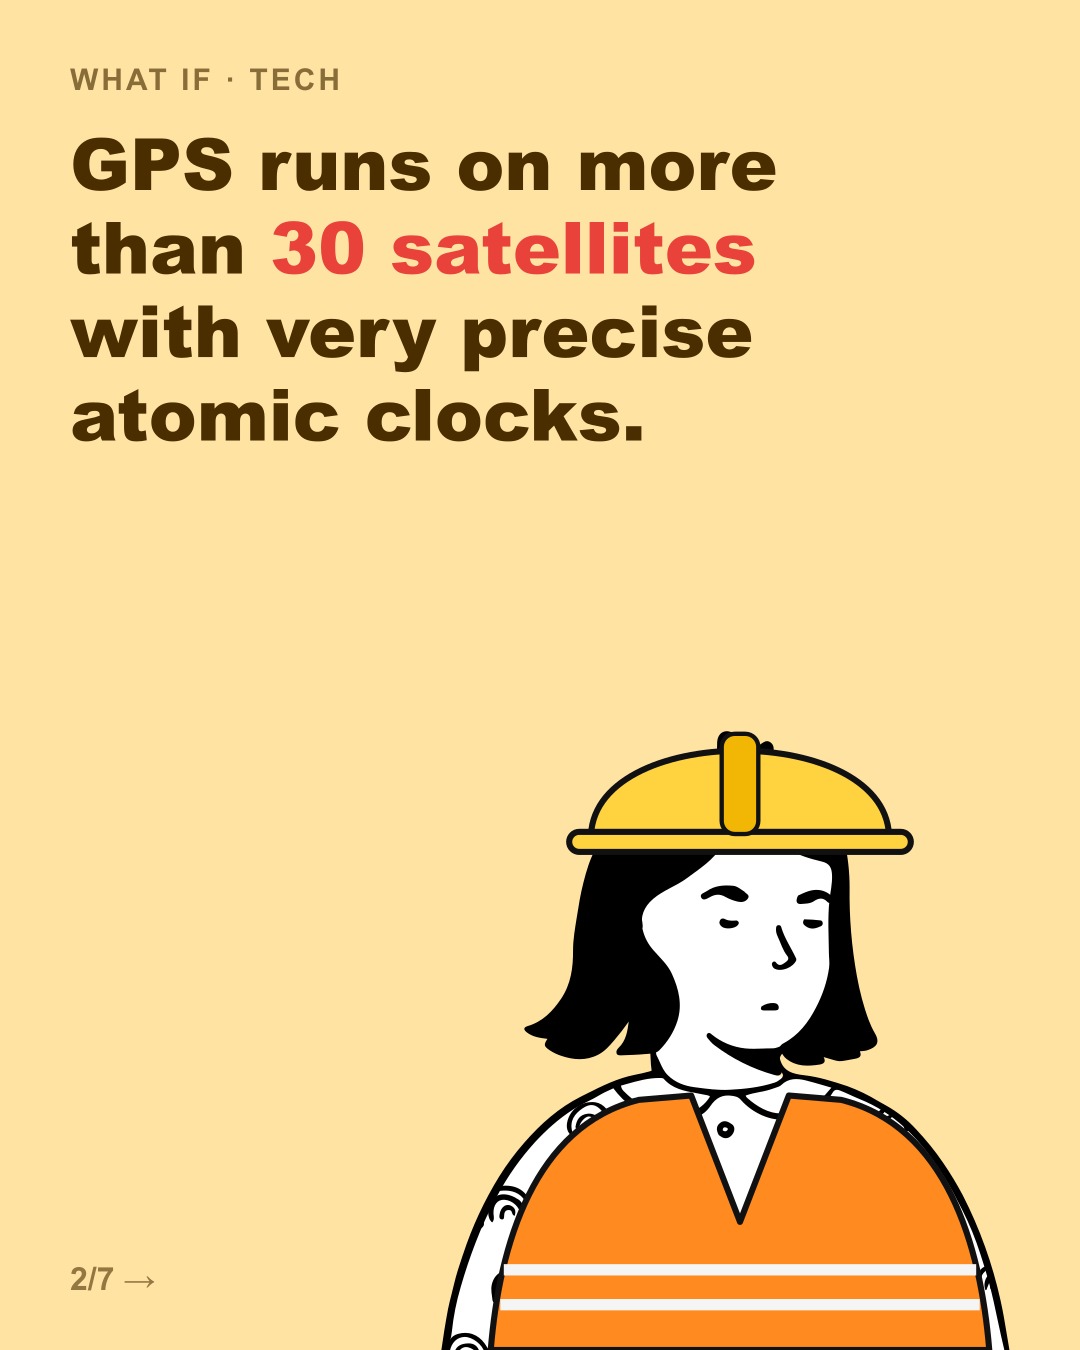 WHAT IF · TECH
GPS runs on more
than 30 satellites
with very precise
atomic clocks.
2/7 →